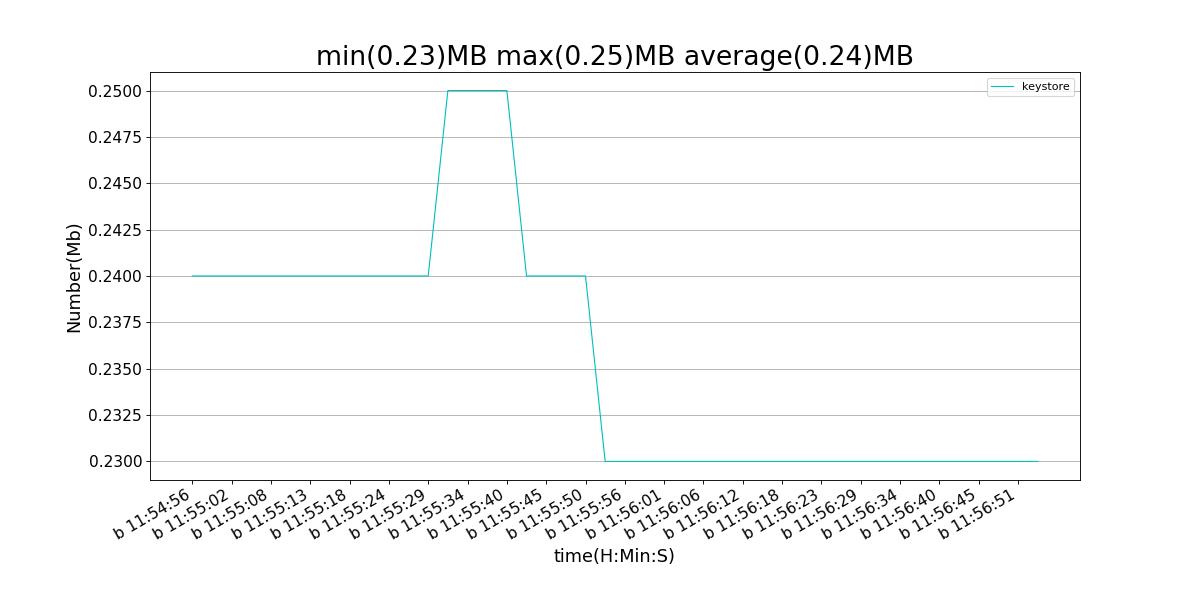 min(0.23)MB max(0.25)MB average(0.24)MB
keystore
0.2500
0.2475
0.2450
0.2425
0.2400
0.2375
0.2350
0.2325
0.2300
Number(Mb)
b 11:54:56
b 11:55:02
b 11:55:08
b 11:55:13
b 11:55:18
b 11:55:24
b 11:55:29
b 11:55:34
b 11:55:40
b 11:55:45
b 11:55:50
b 11:55:56
b 11:56:01
b 11:56:06
b 11:56:12
b 11:56:18
b 11:56:23
b 11:56:29
b 11:56:34
b 11:56:40
b 11:56:45
b 11:56:51
time(H:Min:S)